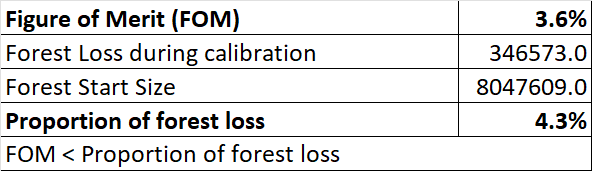 Figure of Merit (FOM) 3.6%
Forest Loss during calibration 346573.0
Forest Start Size 8047609.0
Proportion of forest loss 4.3%
FOM < Proportion of forest loss